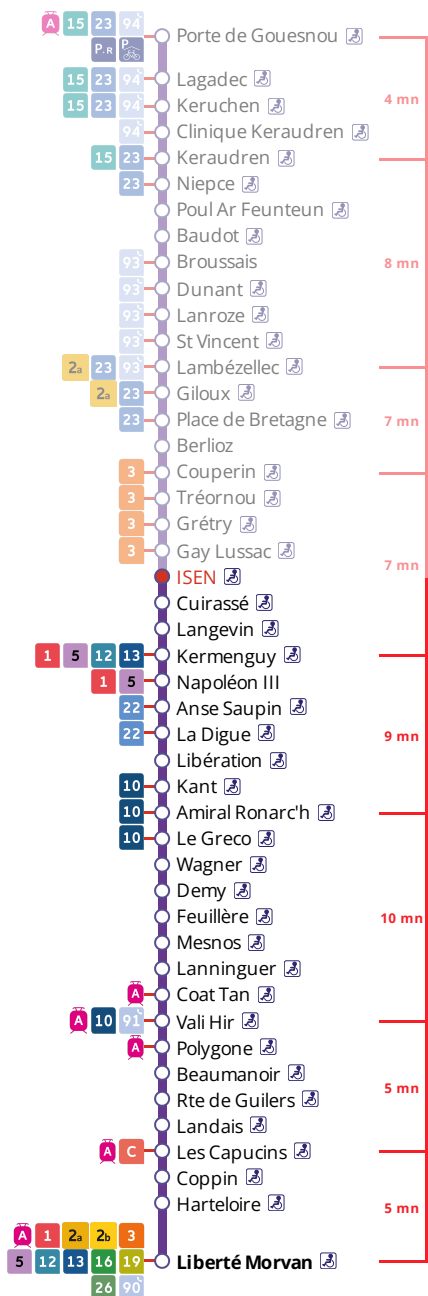 A 15 23 94 Porte de Gouesnou
P+R P
15 23 94 Lagadec
15 23 94 Keruchen
4 mn
94 Clinique Keraudren
15 23 Keraudren
23 Niepce
Poul Ar Feunteun
Baudot
93 Broussais
8 mn
93 Dunant
93 Lanroze
93 St Vincent
2a 23 93 Lambézellec
2a 23 Giloux
23 Place de Bretagne
7 mn
Berlioz
3 Couperin
3 Tréornou
3 Grétry
3 Gay Lussac
7 mn
ISEN
Cuirassé
Langevin
1 5 12 13 Kermenguy
1 5 Napoléon III
22 Anse Saupin
22 La Digue
9 mn
Libération
10 Kant
10 Amiral Ronarc'h
10 Le Greco
Wagner
Demy
Feuillère
10 mn
Mesnos
Lanninguer
A Coat Tan
A 10 91 Vali Hir
A Polygone
Beaumanoir
5 mn
Rte de Guilers
Landais
A C Les Capucins
Coppin
Harteloire
5 mn
A 1 2a 2b 3
5 12 13 16 19 Liberté Morvan
26 90